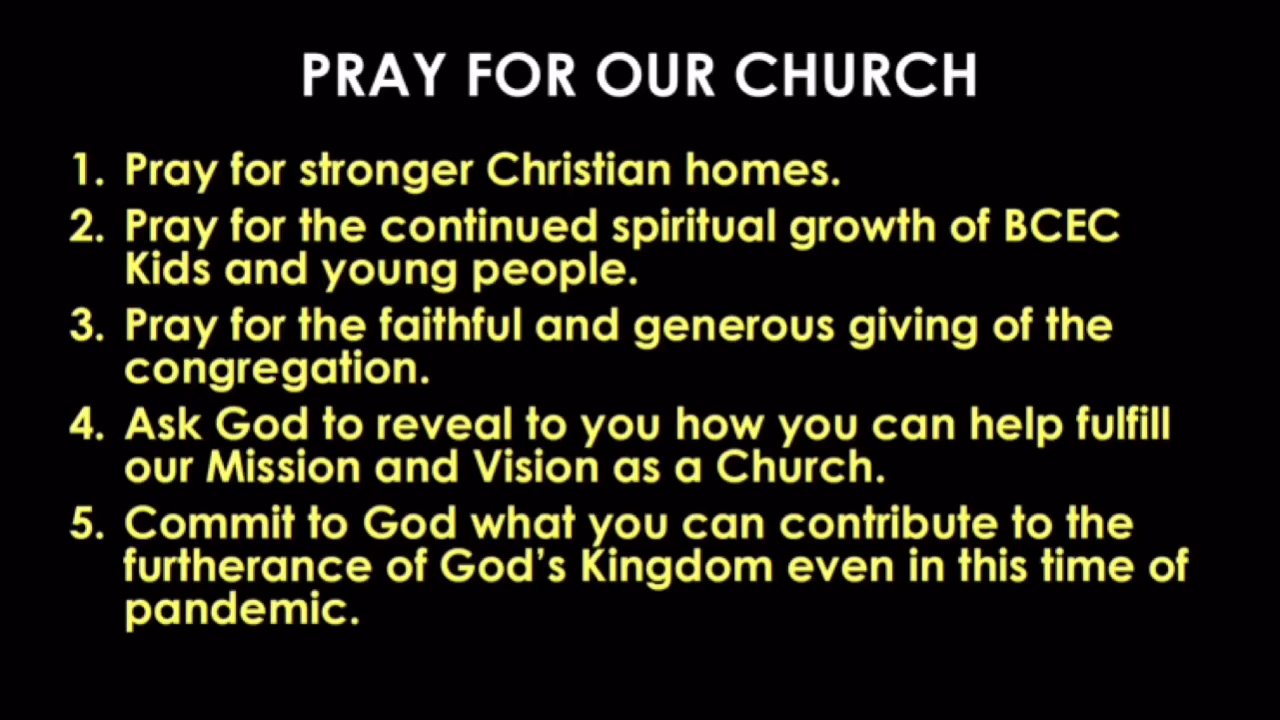 PRAY FOR OUR CHURCH
1. Pray for stronger Christian homes.
2. Pray for the continued spiritual growth of BCEC
Kids and young people.
3. Pray for the faithful and generous giving of the
congregation.
4. Ask God to reveal to you how you can help fulfill
our Mission and Vision as a Church.
5. Commit to God what you can contribute to the
furtherance of God's Kingdom even in this time of
pandemic.